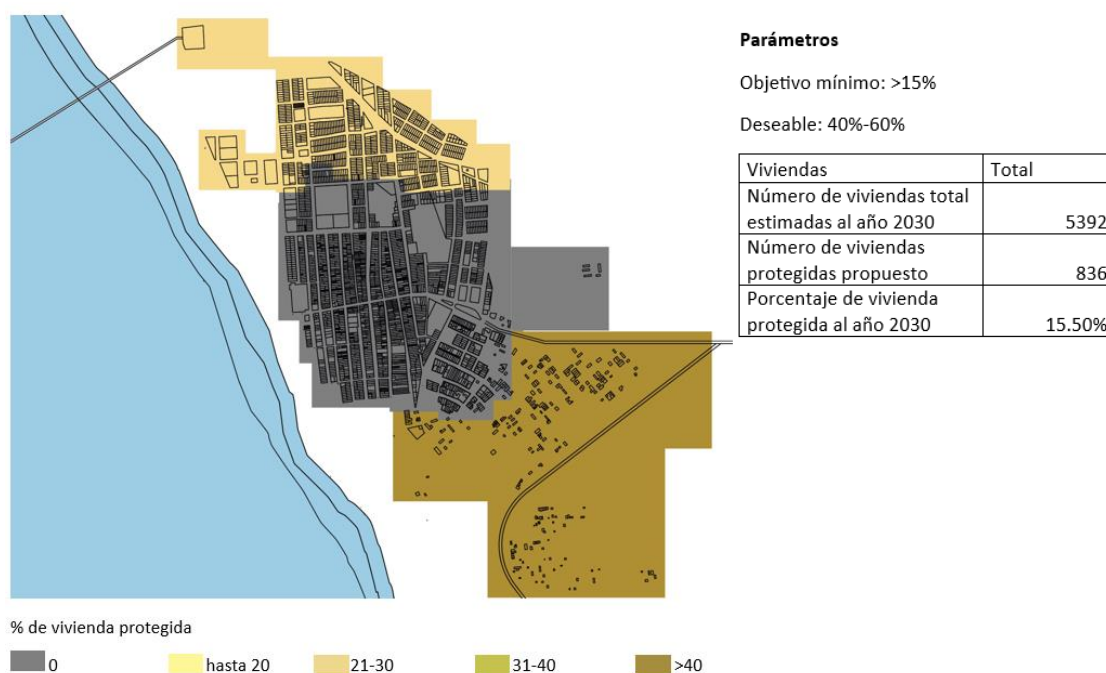 Parámetros
Objetivo mínimo: >15%
Deseable: 40%-60%
Viviendas Total
Número de viviendas total
estimadas al año 2030 5392
Número de viviendas
protegidas propuesto 836
Porcentaje de vivienda
protegida al año 2030 15.50%
% de vivienda protegida
0 hasta 20 21-30 31-40 >40